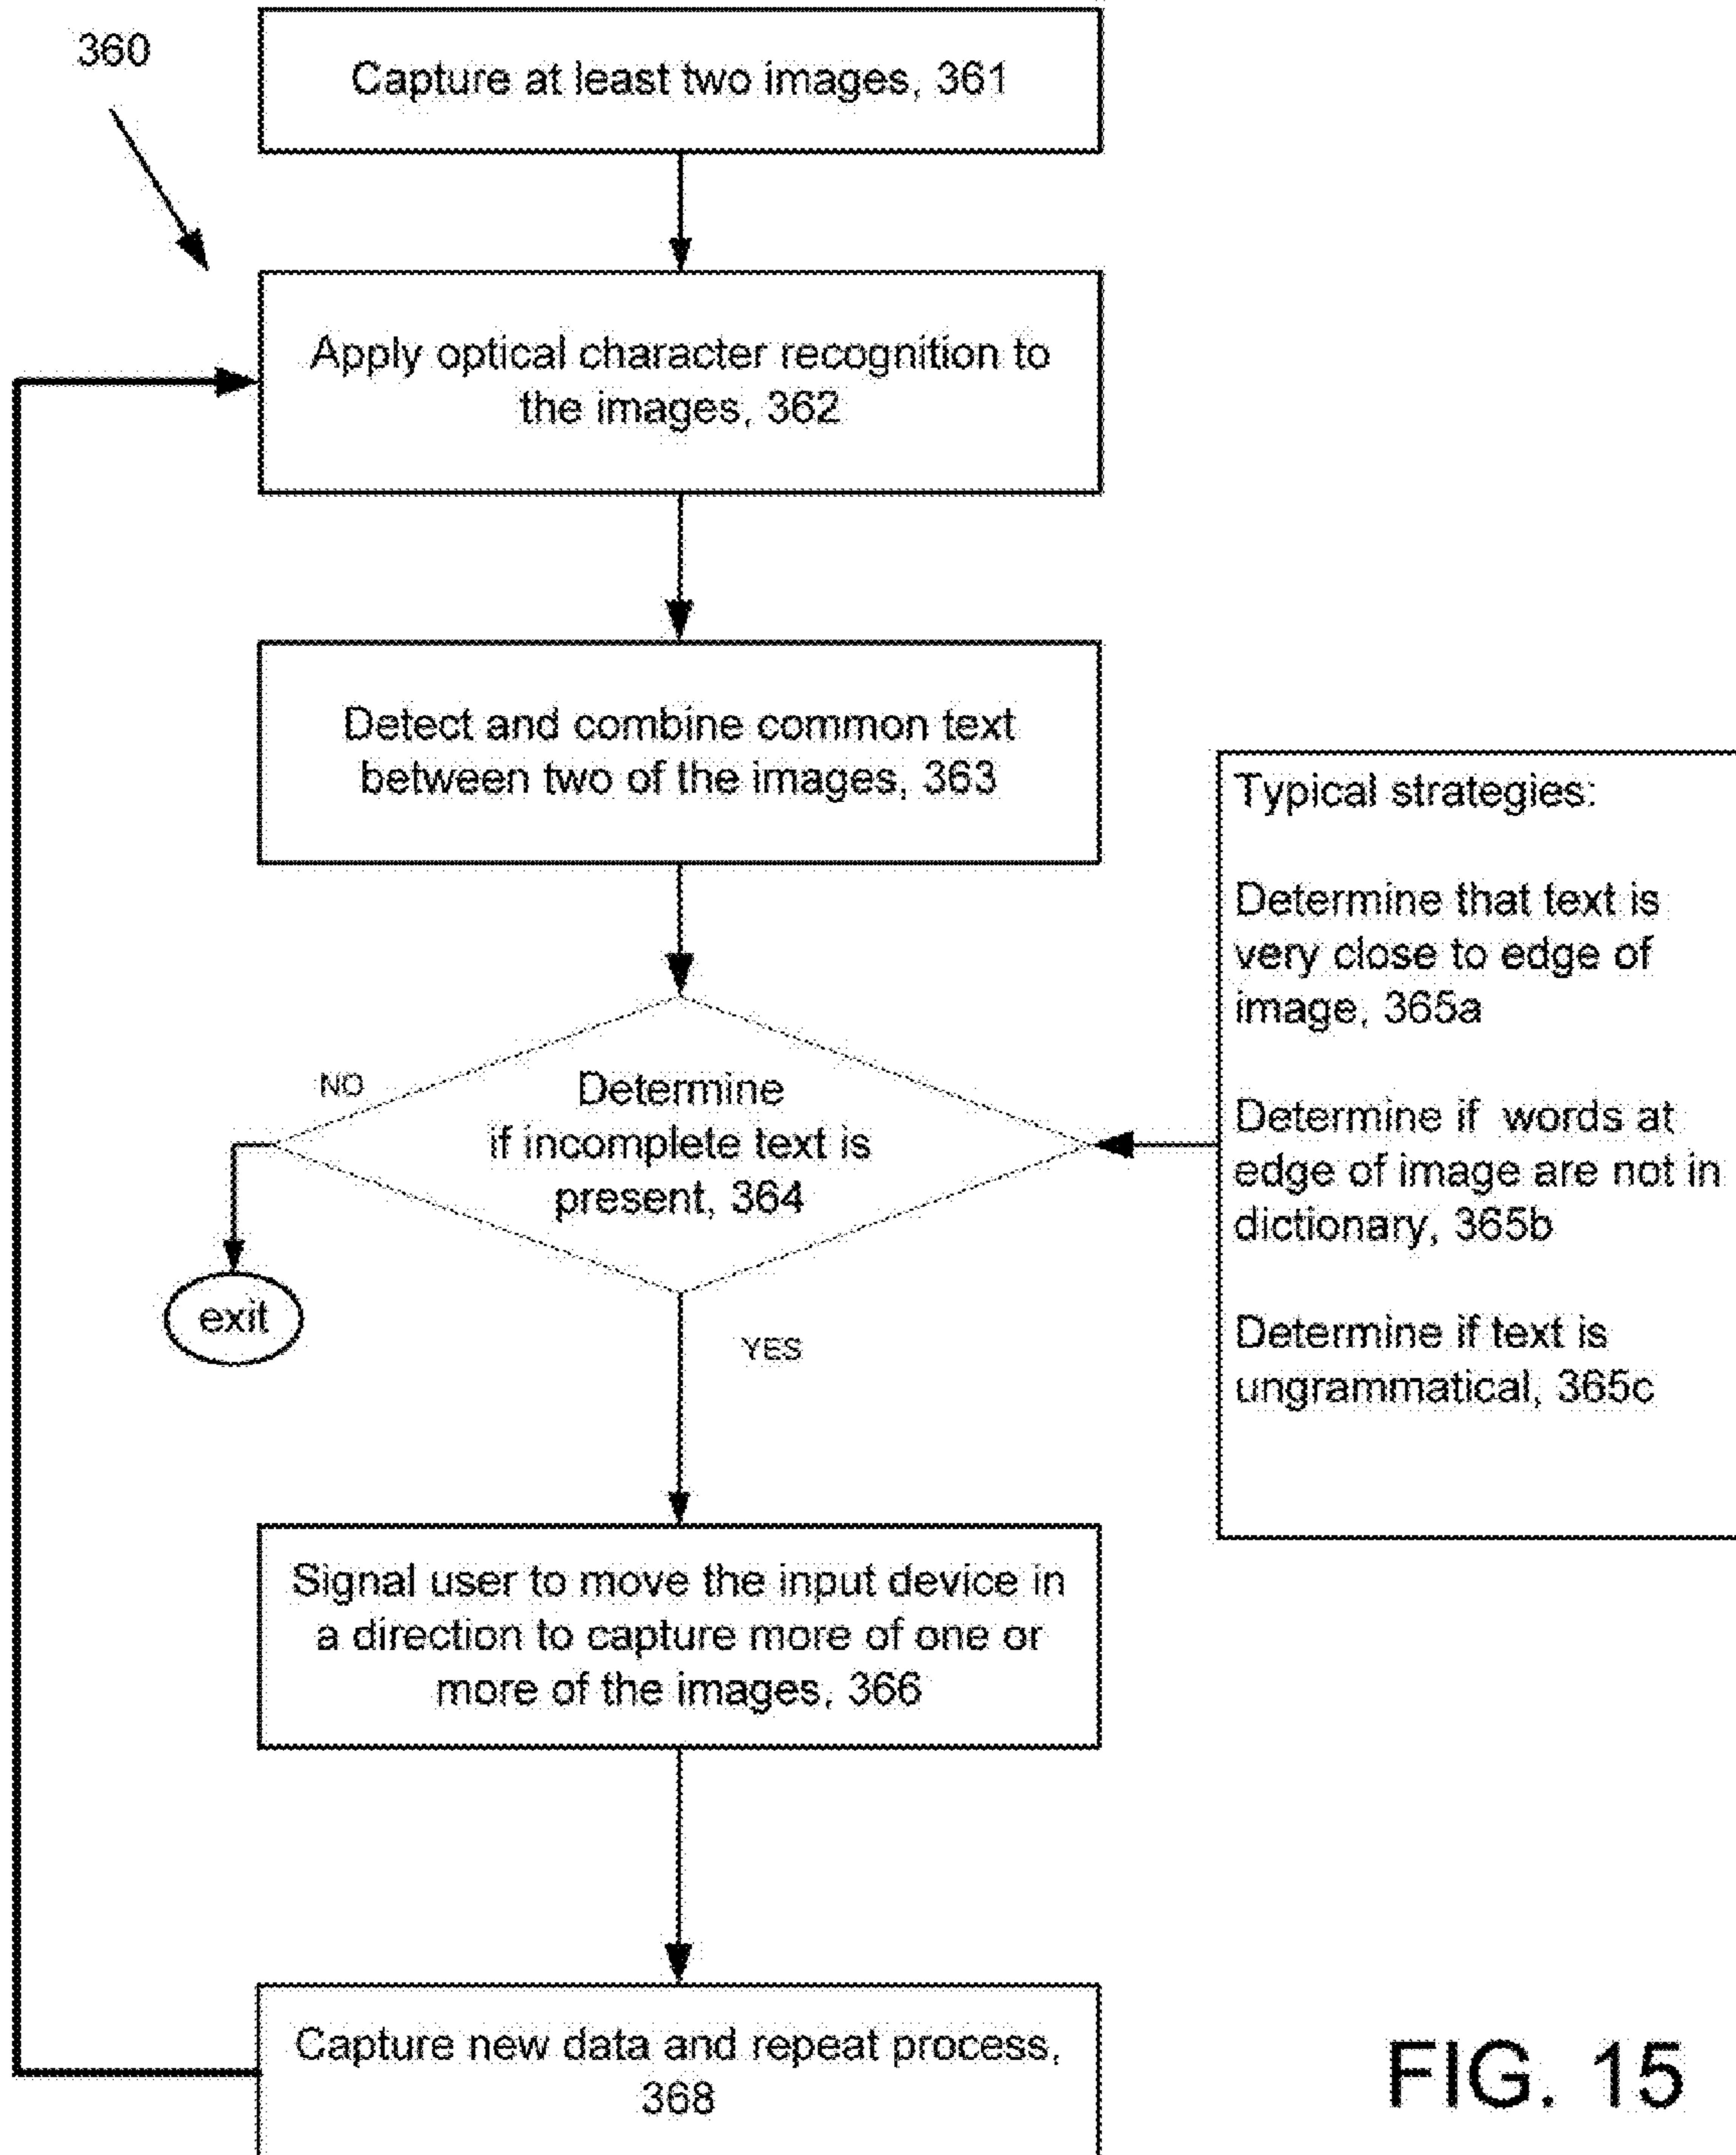 360
Capture at least two images, 361
Apply optical character recognition to
the images, 362
Detect and combine common text
between two of the images, 363
Typical strategies:
Determine that text is
very close to edge of
image, 365a
Determine if words at
edge of image are not in
dictionary, 365b
Determine if text is
ungrammatical, 365c
NO
Determine
if incomplete text is
present, 364
exit
YES
Signal user to move the input device in
a direction to capture more of one or
more of the images, 366
Capture new data and repeat process,
368
FIG. 15